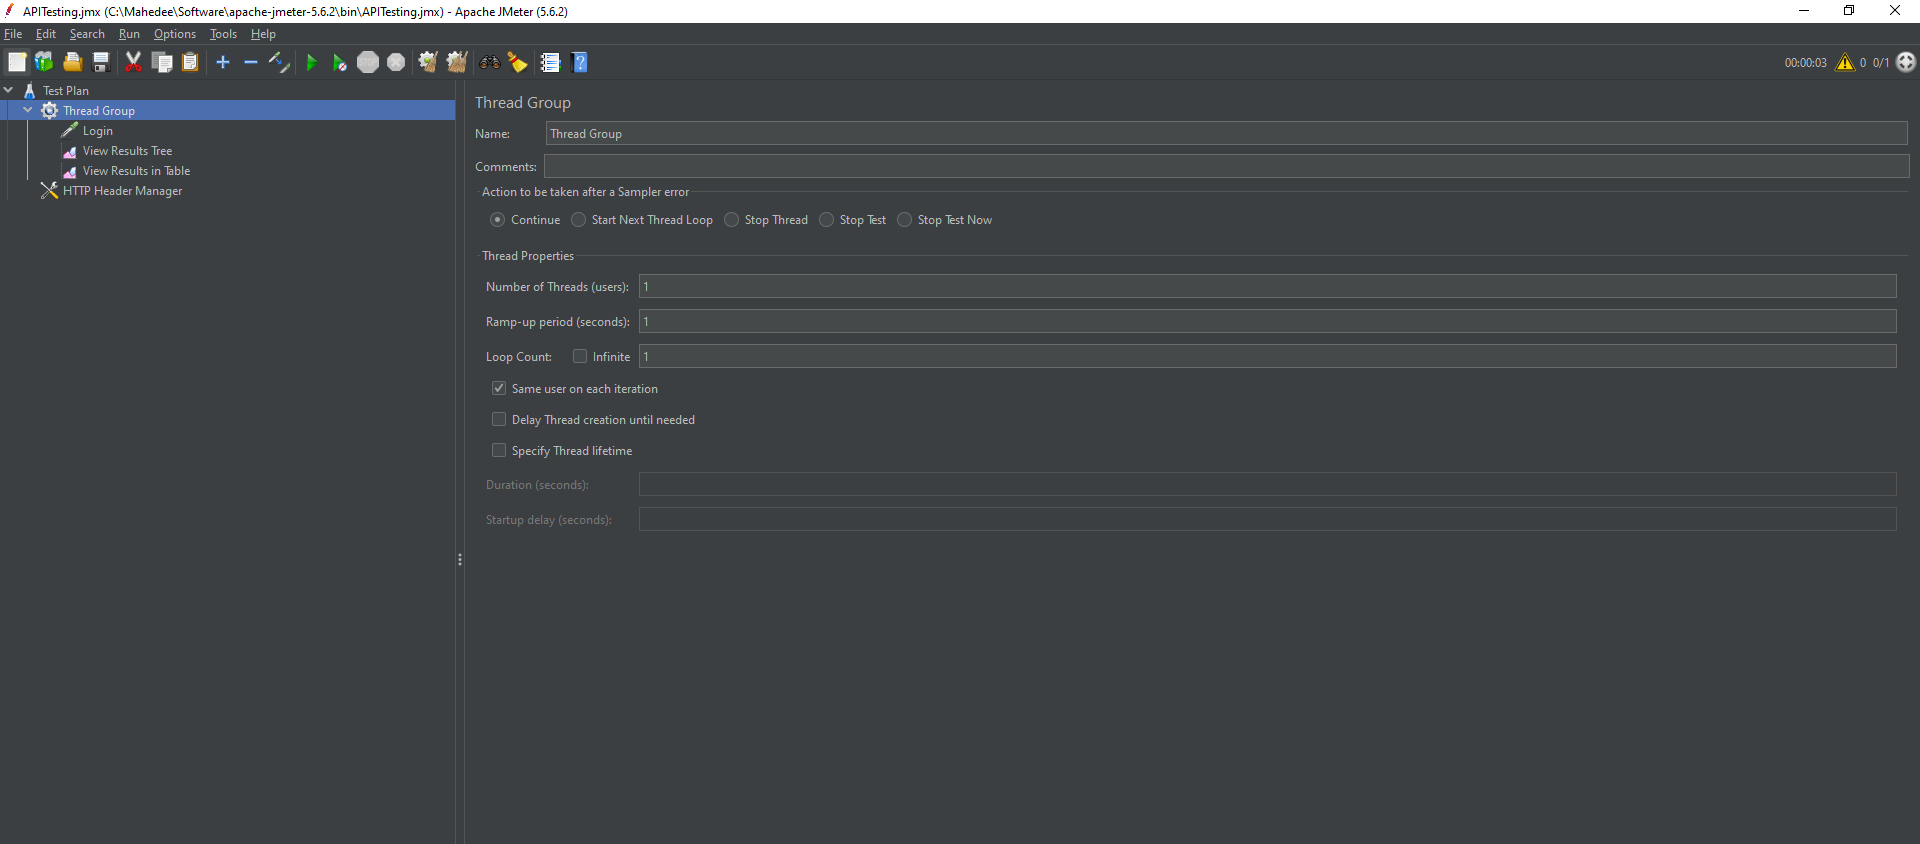 APITesting.jmx (C:\Mahedee\Software\apache-jmeter-5.6.2\bin\APITesting.jmx) - Apache JMeter (5.6.2)
File Edit Search Run Options Tools Help
STOP 00:00:03 0 0/1
Test Plan
Thread Group
Login
View Results Tree
View Results in Table
HTTP Header Manager
Thread Group
Name: Thread Group
Comments:
Action to be taken after a Sampler error
Continue Start Next Thread Loop Stop Thread Stop Test Stop Test Now
Thread Properties
Number of Threads (users): 1
Ramp-up period (seconds): 1
Loop Count: Infinite 1
Same user on each iteration
Delay Thread creation until needed
Specify Thread lifetime
Duration (seconds):
Startup delay (seconds):